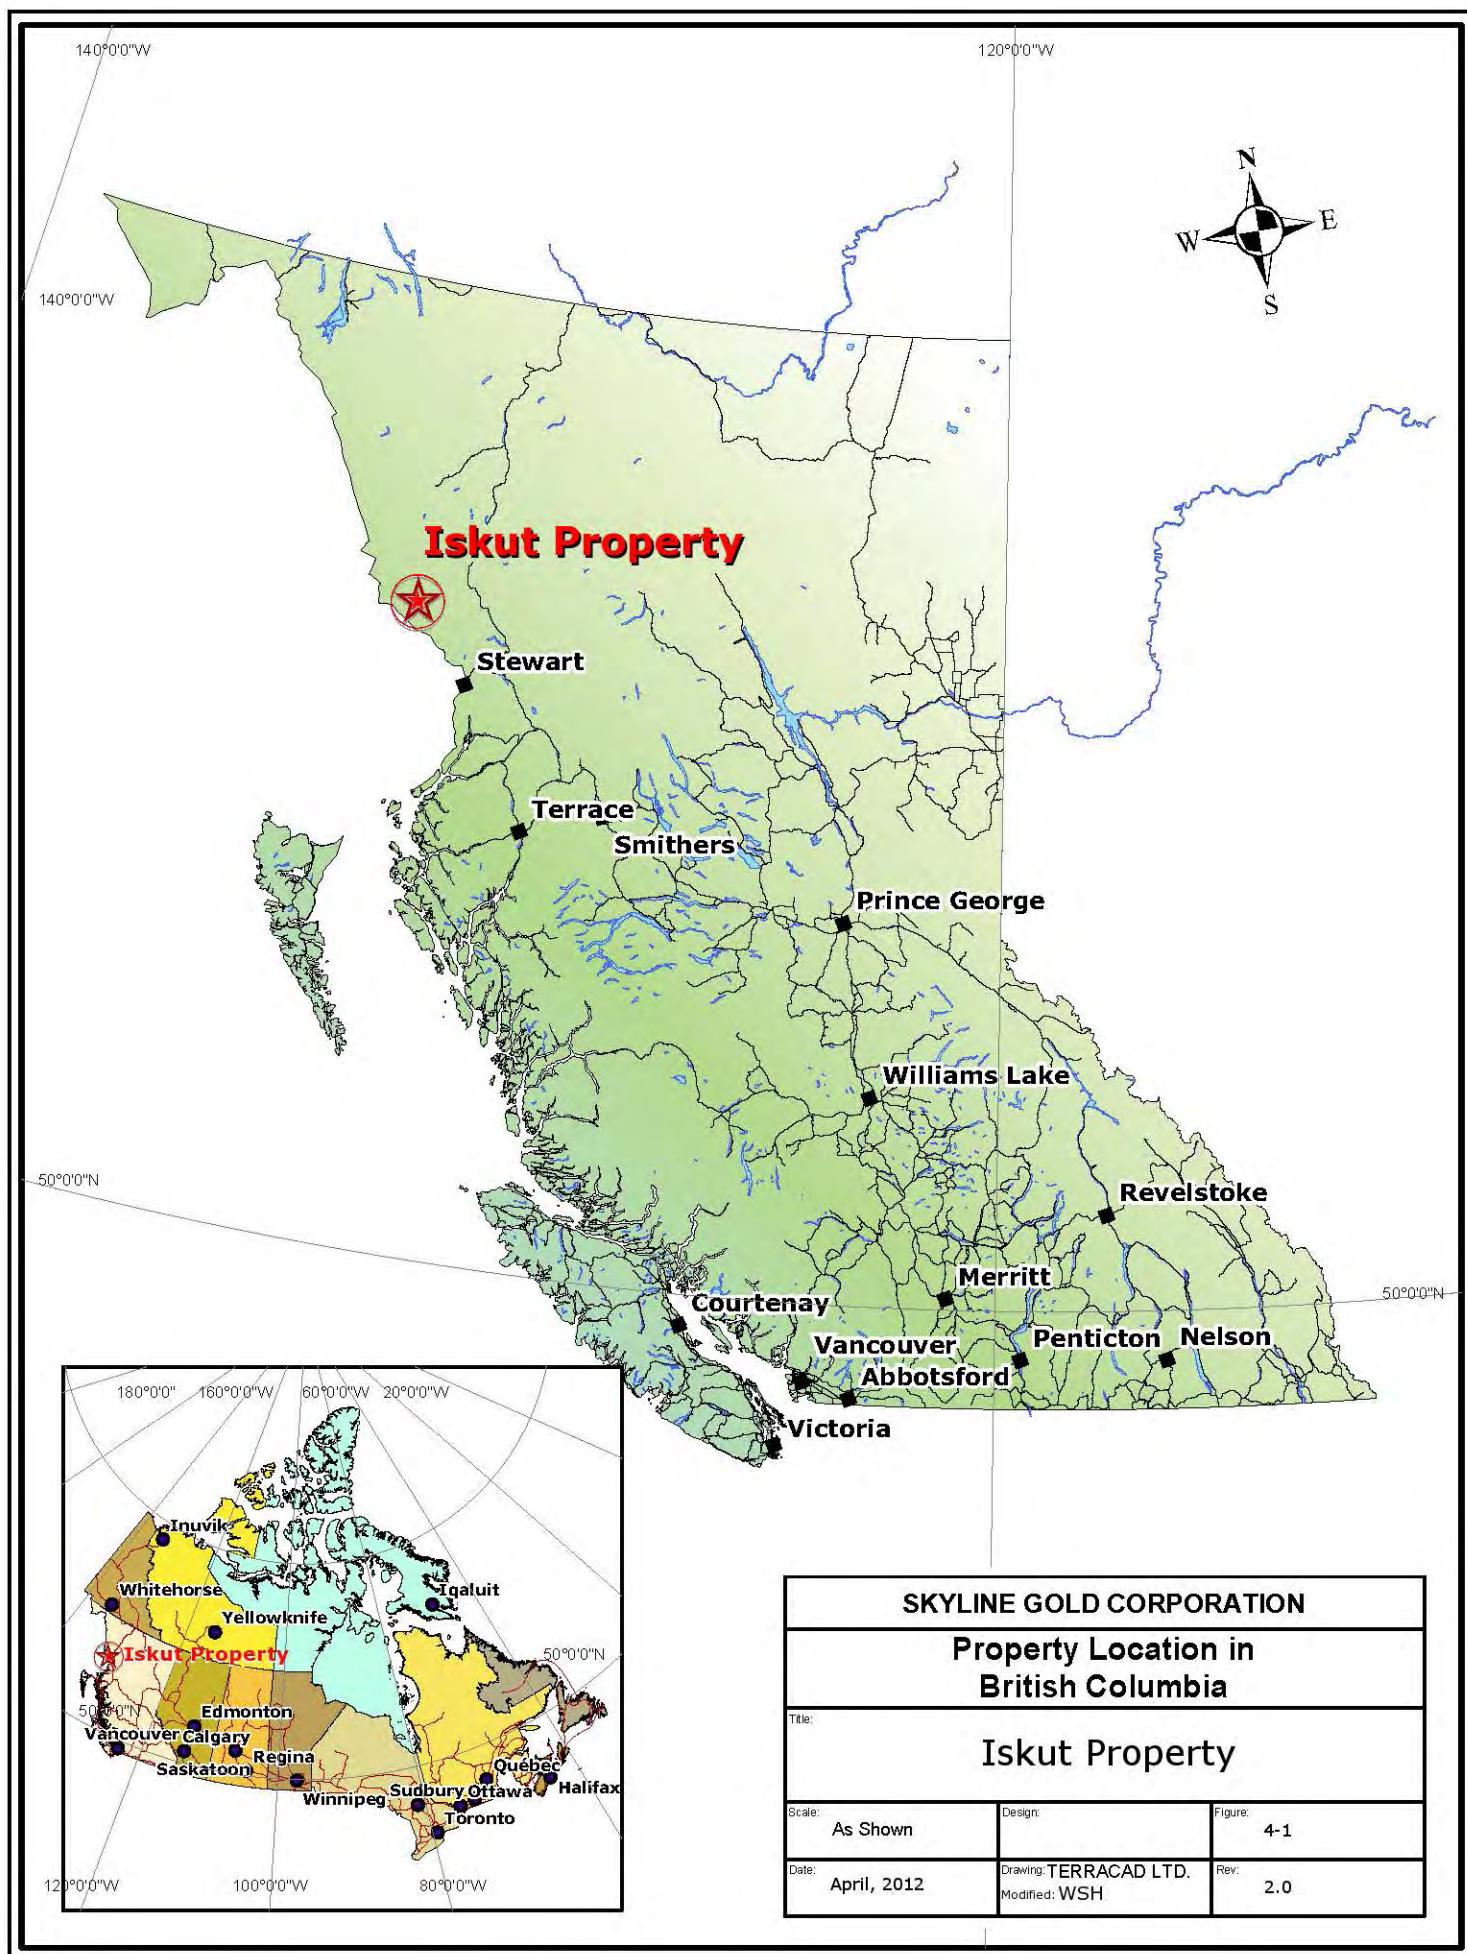 140°0'0"W
120°0'0"W
N
W
E
S
140°0'0"W
Iskut Property
Stewart
Terrace
Smithers
Prince George
Williams Lake
50°0'0"N
Revelstoke
Merritt
50°0'0"N
Courtenay
Penticton
Nelson
Vancouver
Abbotsford
Victoria
180°0'0"
160°0'0"W
60°0'0"W
20°0'0"W
Inuvik
Whitehorse
Iqaluit
Yellowknife
Iskut Property
50°0'0"N
50°0'0"N
Edmonton
Vancouver
Calgary
Regina
Saskatoon
Winnipeg
Sudbury
Ottawa
Québec
Halifax
Toronto
120°0'0"W
100°0'0"W
80°0'0"W
SKYLINE GOLD CORPORATION
Property Location in
British Columbia
Title:
Iskut Property
Scale:
As Shown
Design:
Figure:
4-1
Date:
April, 2012
Drawing: TERRACAD LTD.
Modified: WSH
Rev:
2.0